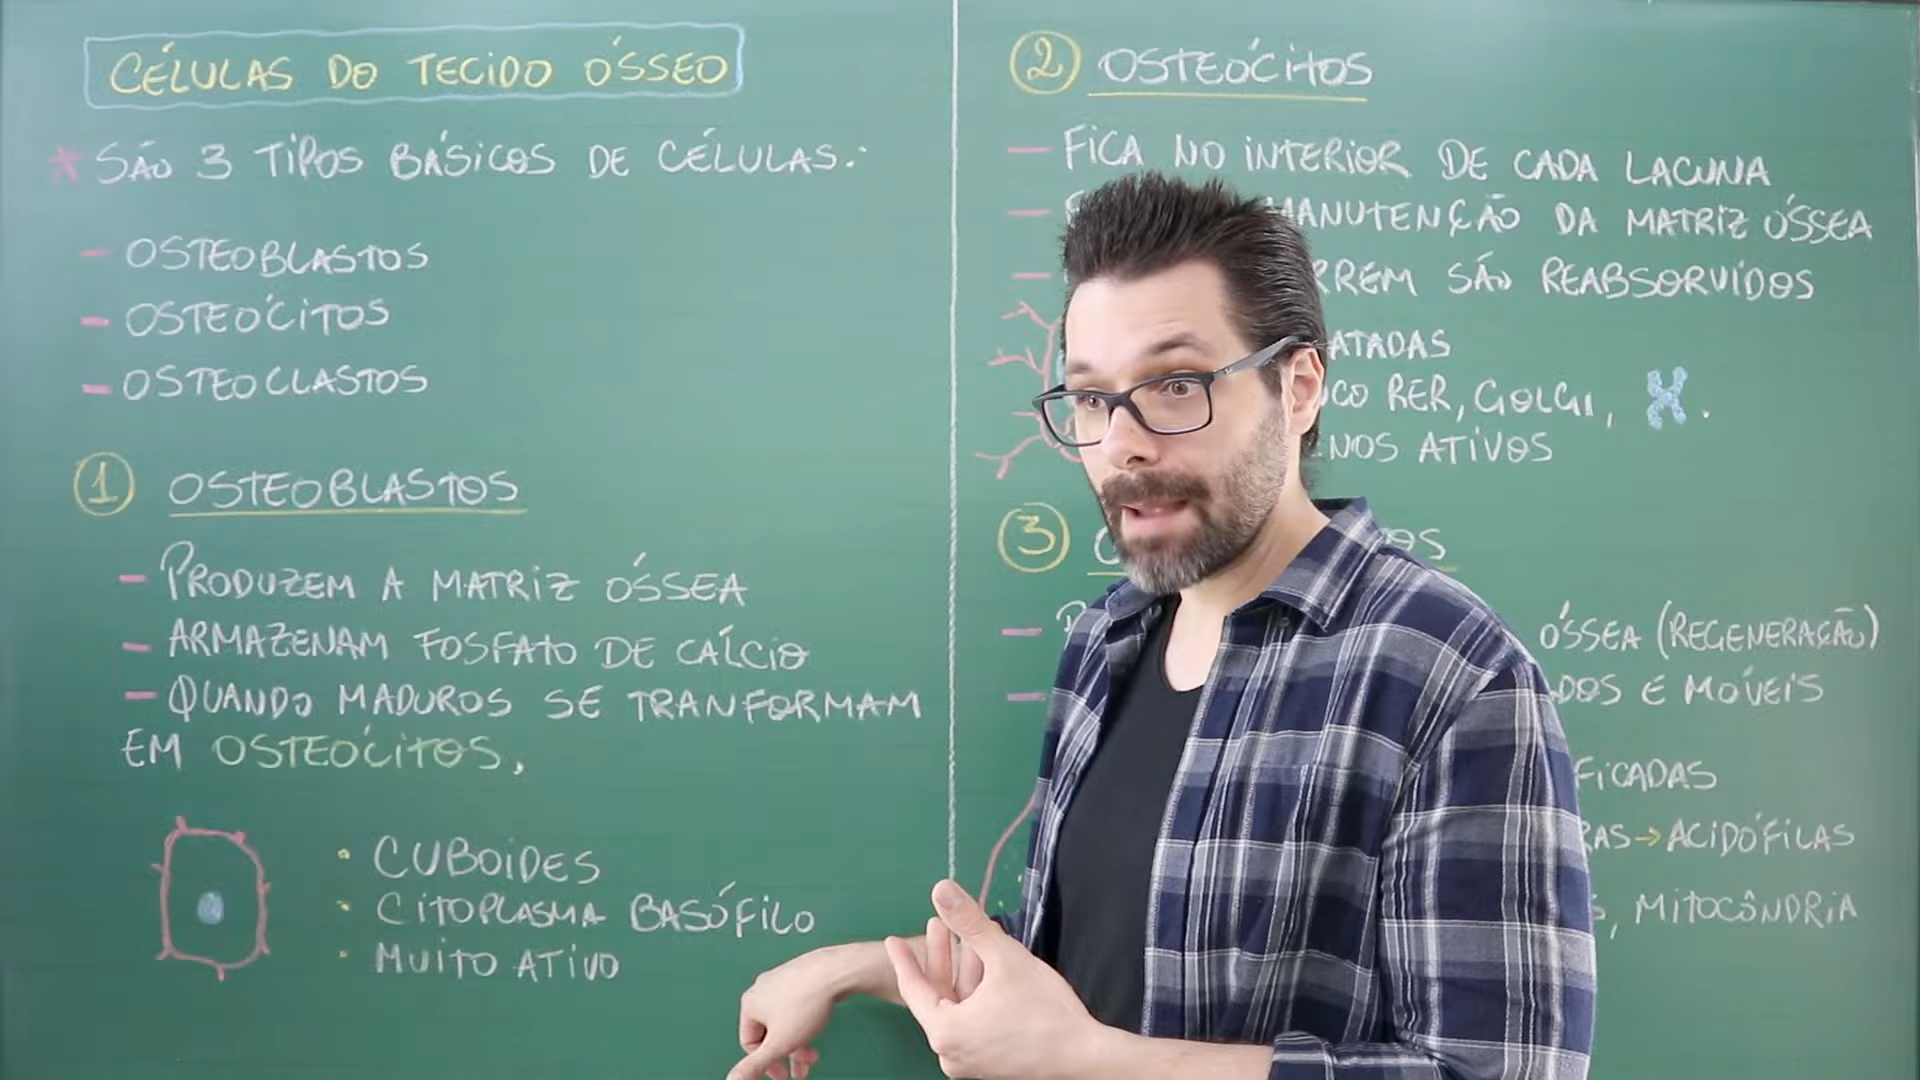 CÉLULAS DO TECIDO ÓSSEO
* SÃO 3 TIPOS BÁSICOS DE CÉLULAS:
- OSTEOBLASTOS
- OSTEÓCITOS
- OSTEOCLASTOS
1 OSTEOBLASTOS
- PRODUZEM A MATRIZ ÓSSEA
- ARMAZENAM FOSFATO DE CÁLCIO
- QUANDO MADUROS SE TRANFORMAM
EM OSTEÓCITOS.
• CUBOIDES
• CITOPLASMA BASÓFILO
• MUITO ATIVO
2 OSTEÓCITOS
- FICA NO INTERIOR DE CADA LACUNA
- MANUTENÇÃO DA MATRIZ ÓSSEA
- RREM SÃO REABSORVIDOS
ATADAS
CO RER, GOLGI,
NOS ATIVOS
3 OS
- ÓSSEA (REGENERAÇÃO)
- DOS E MÓVEIS
FICADAS
RAS → ACIDÓFILAS
S, MITOCÔNDRIA